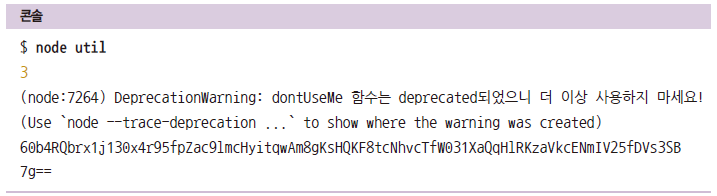 콘솔
$ node util
3
(node:7264) DeprecationWarning: dontUseMe 함수는 deprecated되었으니 더 이상 사용하지 마세요!
(Use `node --trace-deprecation ...` to show where the warning was created)
60b4RQbrx1j130x4r95fpZac9lmcHyitqwAm8gKsHQKF8tcNhvcTfW031XaQqHlRKzaVkcENmIV25fDVs3SB
7g==